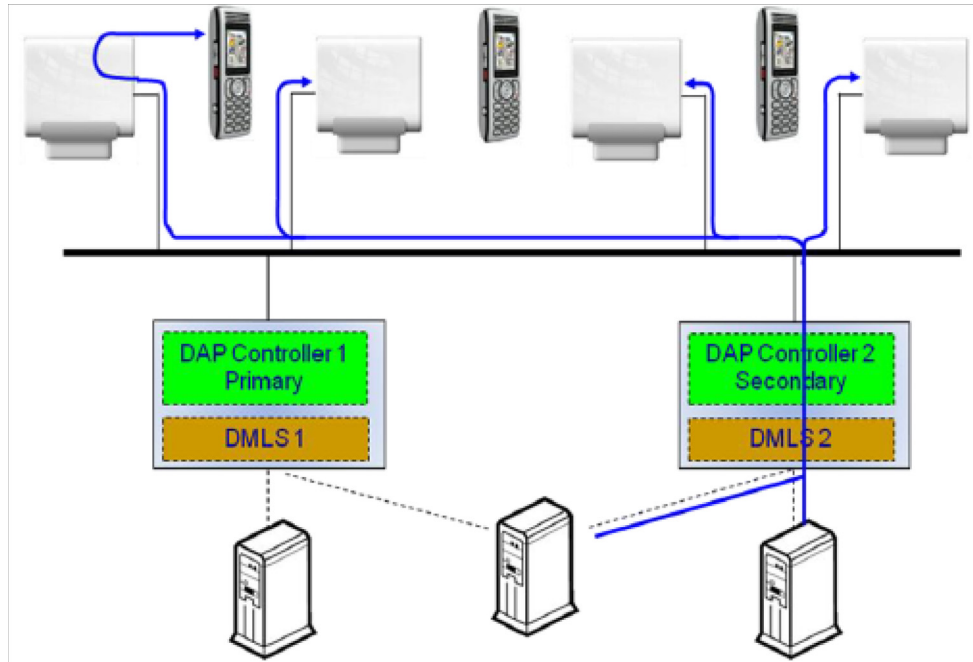 DAP Controller 1
Primary
DMLS 1
DAP Controller 2
Secondary
DMLS 2